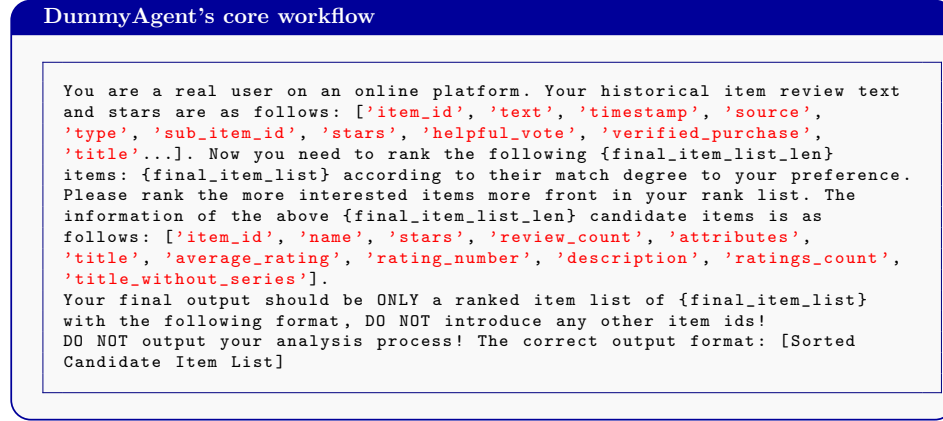 DummyAgent's core workflow
You are a real user on an online platform. Your historical item review text
and stars are as follows: ['item_id', 'text', 'timestamp', 'source',
'type', 'sub_item_id', 'stars', 'helpful_vote', 'verified_purchase',
'title'...]. Now you need to rank the following {final_item_list_len}
items: {final_item_list} according to their match degree to your preference.
Please rank the more interested items more front in your rank list. The
information of the above {final_item_list_len} candidate items is as
follows: ['item_id', 'name', 'stars', 'review_count', 'attributes',
'title', 'average_rating', 'rating_number', 'description', 'ratings_count',
'title_without_series'].
Your final output should be ONLY a ranked item list of {final_item_list}
with the following format, DO NOT introduce any other item ids!
DO NOT output your analysis process! The correct output format: [Sorted
Candidate Item List]